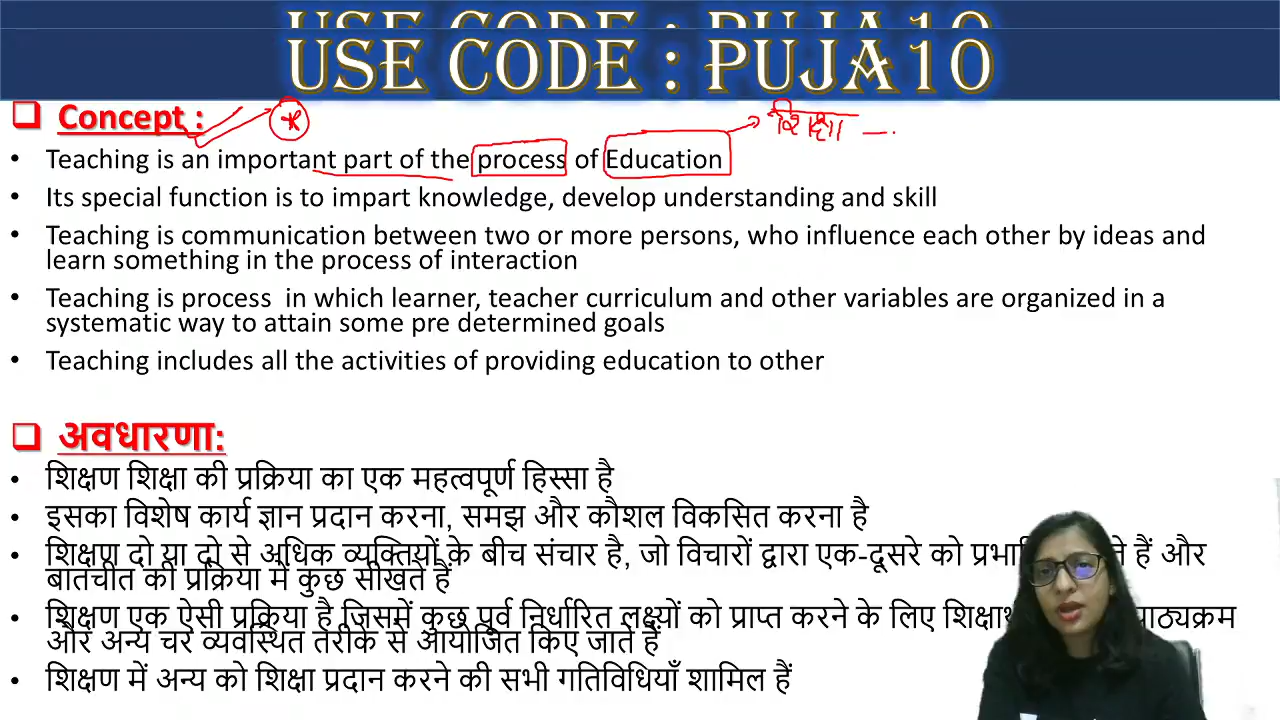 USE CODE : PUJA10
USE CODE : PUJA10
Concept :
शिक्षा
• Teaching is an important part of the process of Education
• Its special function is to impart knowledge, develop understanding and skill
• Teaching is communication between two or more persons, who influence each other by ideas and
learn something in the process of interaction
• Teaching is process in which learner, teacher curriculum and other variables are organized in a
systematic way to attain some pre determined goals
• Teaching includes all the activities of providing education to other
अवधारणा:
• शिक्षण शिक्षा की प्रक्रिया का एक महत्वपूर्ण हिस्सा है
• इसका विशेष कार्य ज्ञान प्रदान करना, समझ और कौशल विकसित करना है
• शिक्षण दो या दो से अधिक व्यक्तियों के बीच संचार है, जो विचारों द्वारा एक-दूसरे को हैं और
बातचीत की प्रक्रिया में कुछ सीखते हैं
• शिक्षण एक ऐसी प्रक्रिया है जिसमें कुछ पूर्व निर्धारित लक्ष्यों को प्राप्त करने के लिए
और अन्य चर व्यवस्थित तरीके से आयोजित किए जाते हैं
• शिक्षण में अन्य को शिक्षा प्रदान करने की सभी गतिविधियाँ शामिल हैं